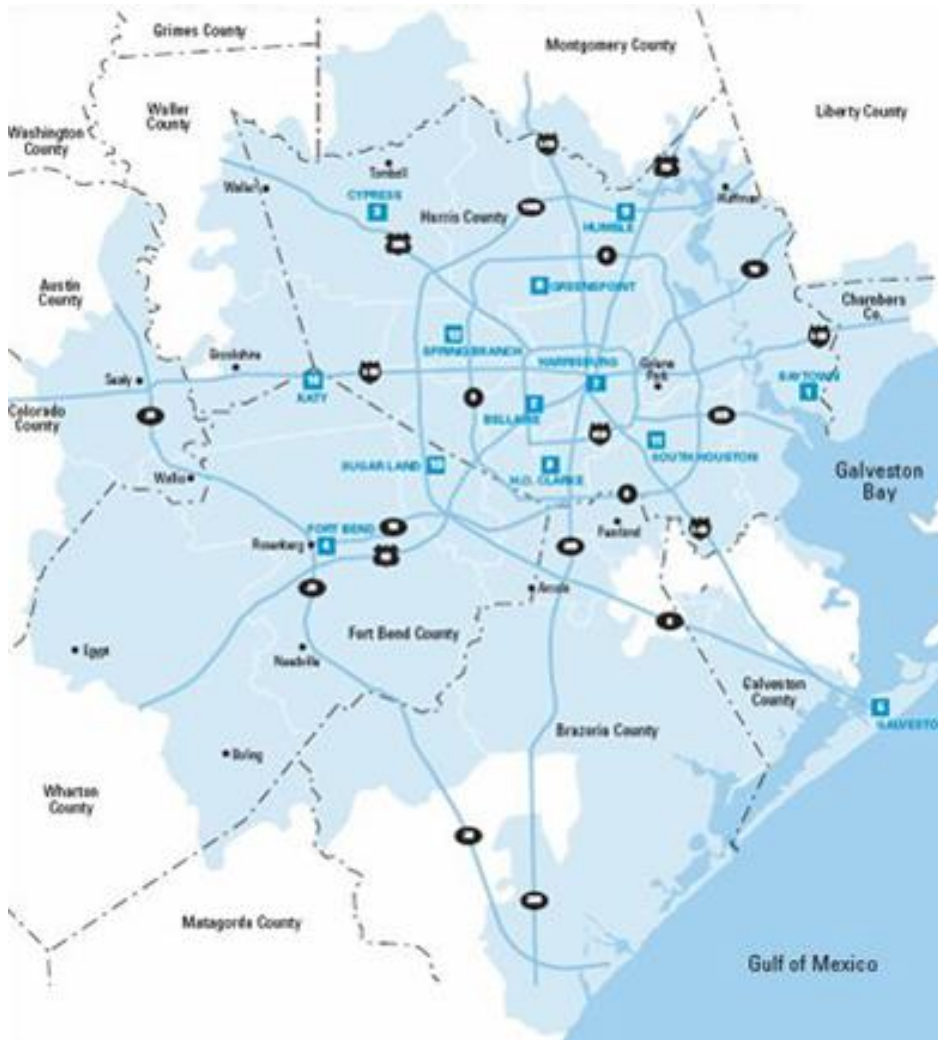 Grimes County
Montgomery County
Waller
County
Liberty County
Washington
County
Tomball
Waller
CYPRESS
Huffman
Harris County
HUMBLE
GREENSPOINT
Austin
County
Chambers
Co.
Brookshire
SPRING BRANCH
HARRISBURG
Galena
Park
BAYTOWN
Sealy
KATY
BELLAIRE
Colorado
County
SOUTH HOUSTON
SUGAR LAND
H.O. CLARKE
Galveston
Bay
Wallis
FORT BEND
Pearland
Rosenberg
Arcola
Fort Bend County
Egypt
Needville
Galveston
County
GALVESTO
Brazoria County
Boling
Wharton
County
Matagorda County
Gulf of Mexico